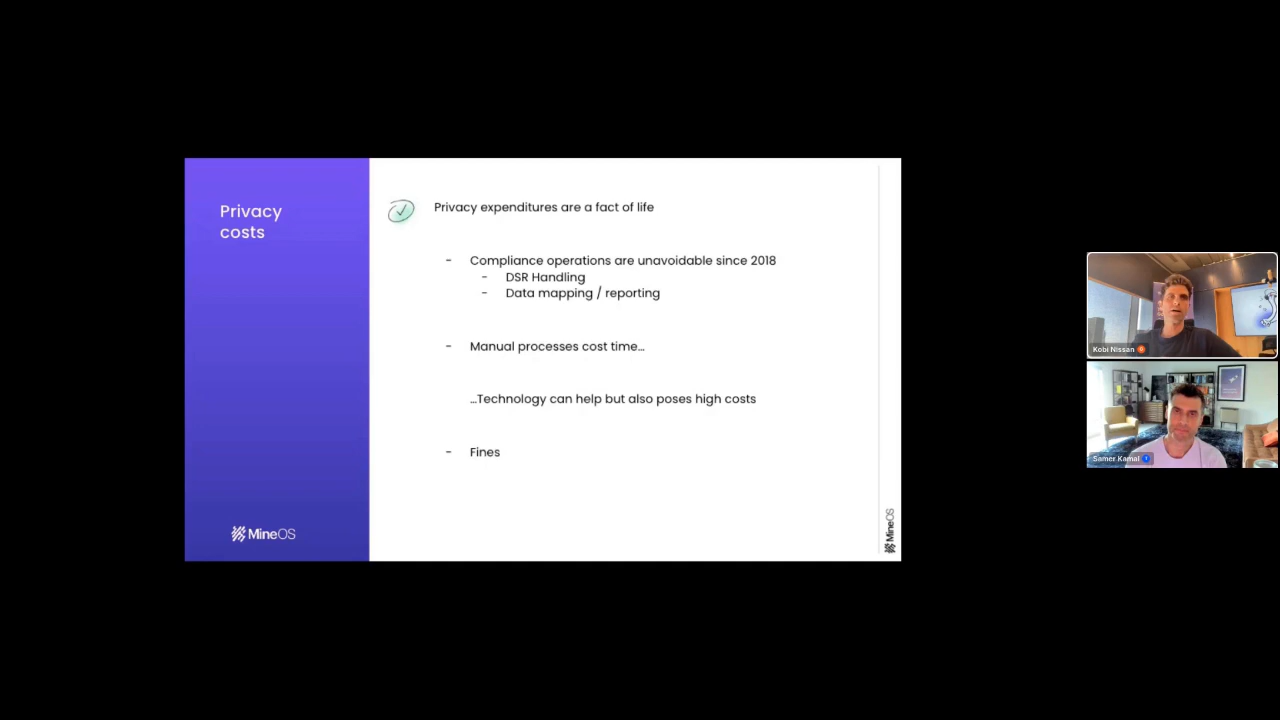 Privacy
costs
Privacy expenditures are a fact of life
- Compliance operations are unavoidable since 2018
- DSR Handling
- Data mapping / reporting
- Manual processes cost time...
...Technology can help but also poses high costs
- Fines
MineOS
MineOS
Kobi Nissan
Samer Kamal